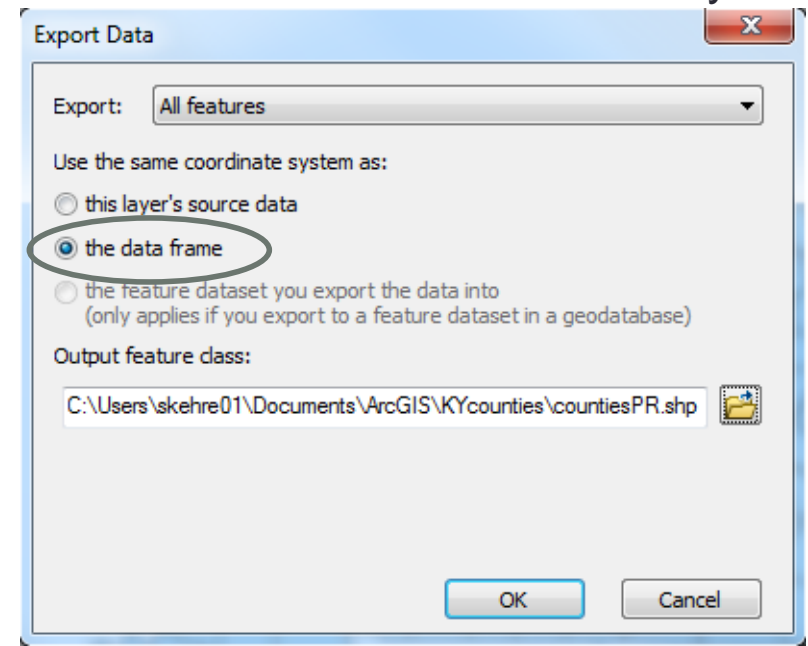 Export Data
Export: All features
Use the same coordinate system as:
this layer's source data
the data frame
the feature dataset you export the data into
(only applies if you export to a feature dataset in a geodatabase)
Output feature class:
C:\Users\skehre01\Documents\ArcGIS\KYcounties\countiesPR.shp
OK Cancel